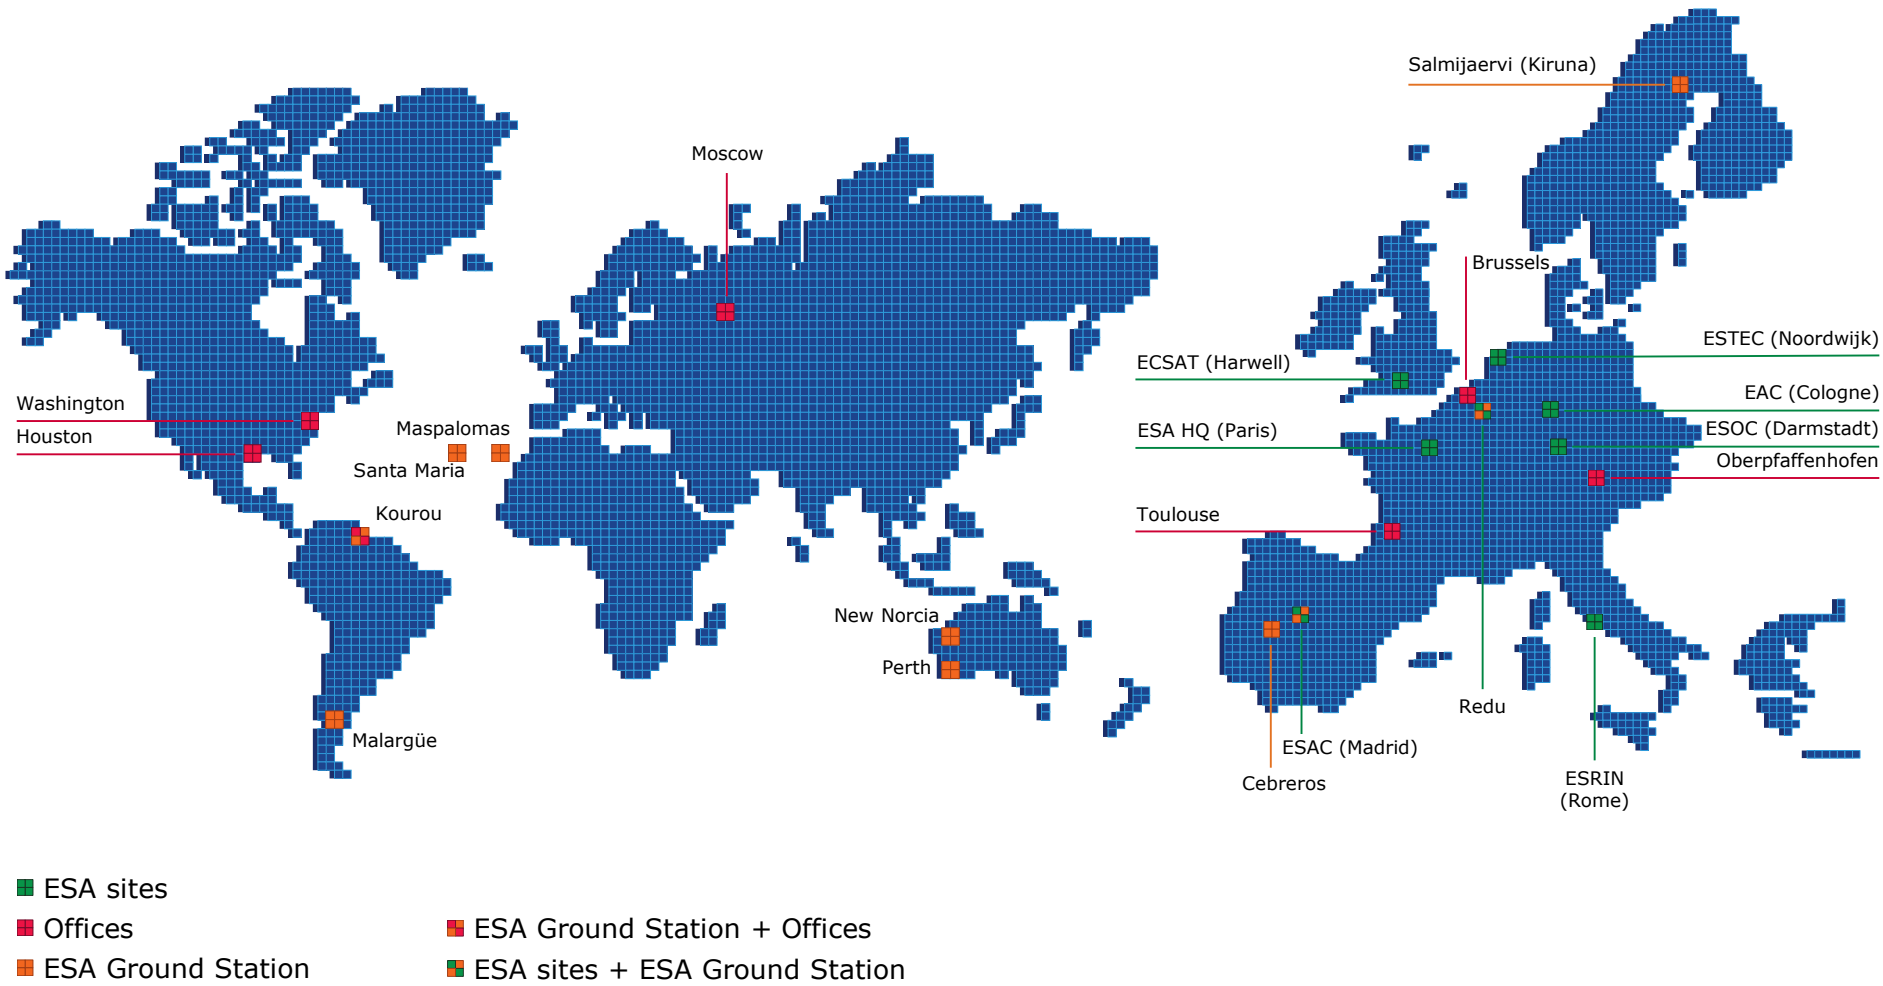 Salmijaervi (Kiruna)
Moscow
Brussels
ESTEC (Noordwijk)
ECSAT (Harwell)
EAC (Cologne)
Washington
Maspalomas
ESA HQ (Paris)
ESOC (Darmstadt)
Houston
Oberpfaffenhofen
Santa Maria
Kourou
Toulouse
New Norcia
Perth
Redu
Malargüe
ESAC (Madrid)
Cebreros
ESRIN
(Rome)
ESA sites
Offices
ESA Ground Station + Offices
ESA Ground Station
ESA sites + ESA Ground Station